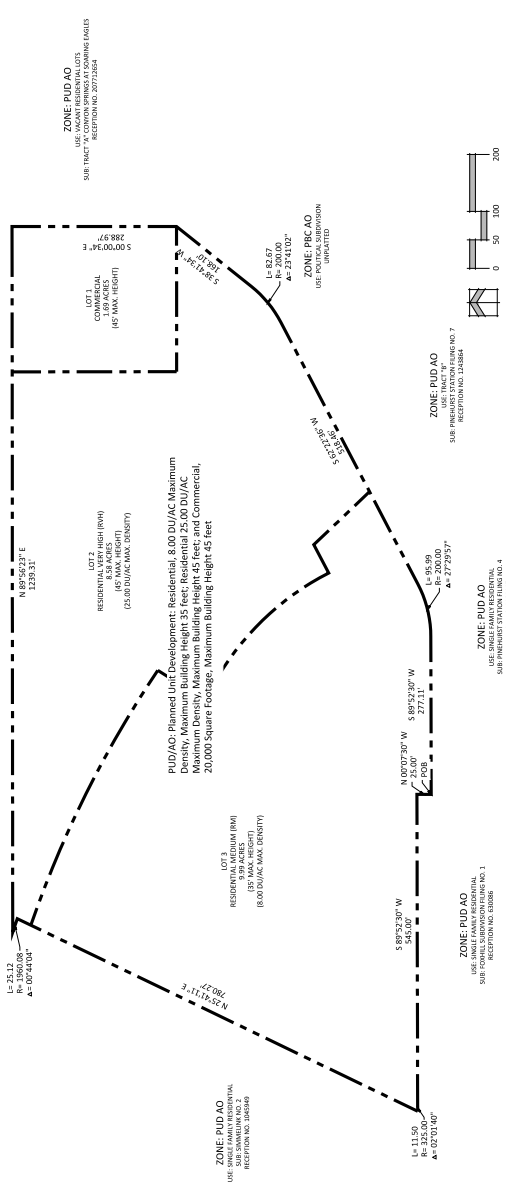 ZONE: PUD AO
USE: VACANT RESIDENTIAL LOTS
SUB: TRACT "A" CONYON SPRINGS AT SOARING EAGLES
RECEPTION NO. 207712654
N 89°56'23" E
1239.31'
S 00°00'34" E
288.97'
LOT 1
COMMERCIAL
1.69 ACRES
(45' MAX. HEIGHT)
S 38°41'34" W
168.10'
L= 82.67
R= 200.00
Δ= 23°41'02"
ZONE: PBC AO
USE: POLITICAL SUBDIVISION
UNPLATTED
LOT 2
RESIDENTIAL VERY HIGH (RVH)
8.58 ACRES
(45' MAX. HEIGHT)
(25.00 DU/AC MAX. DENSITY)
PUD/AO: Planned Unit Development: Residential, 8.00 DU/AC Maximum
Density, Maximum Building Height 35 feet; Residential 25.00 DU/AC
Maximum Density, Maximum Building Height 45 feet; and Commercial,
20,000 Square Footage, Maximum Building Height 45 feet
S 62°22'36" W
518.46'
ZONE: PUD AO
USE: TRACT "B"
SUB: PINEHURST STATION FILING NO. 7
RECEPTION NO. 1243864
0
50
100
200
L= 25.12
R= 1960.08
Δ= 00°44'04"
LOT 3
RESIDENTIAL MEDIUM (RM)
9.99 ACRES
(35' MAX. HEIGHT)
(8.00 DU/AC MAX. DENSITY)
L= 95.99
R= 200.00
Δ= 27°29'57"
ZONE: PUD AO
USE: SINGLE FAMILY RESIDENTIAL
SUB: PINEHURST STATION FILING NO. 4
S 89°52'30" W
277.11'
N 00°07'30" W
25.00'
POB
S 89°52'30" W
545.00'
ZONE: PUD AO
USE: SINGLE FAMILY RESIDENTIAL
SUB: FOXHILL SUBDIVISION FILING NO. 1
RECEPTION NO. 630086
N 25°41'11" E
780.27'
ZONE: PUD AO
USE: SINGLE FAMILY RESIDENTIAL
SUB: SIMMELINK NO. 2
RECEPTION NO. 1045949
L= 11.50
R= 325.00
Δ= 02°01'40"